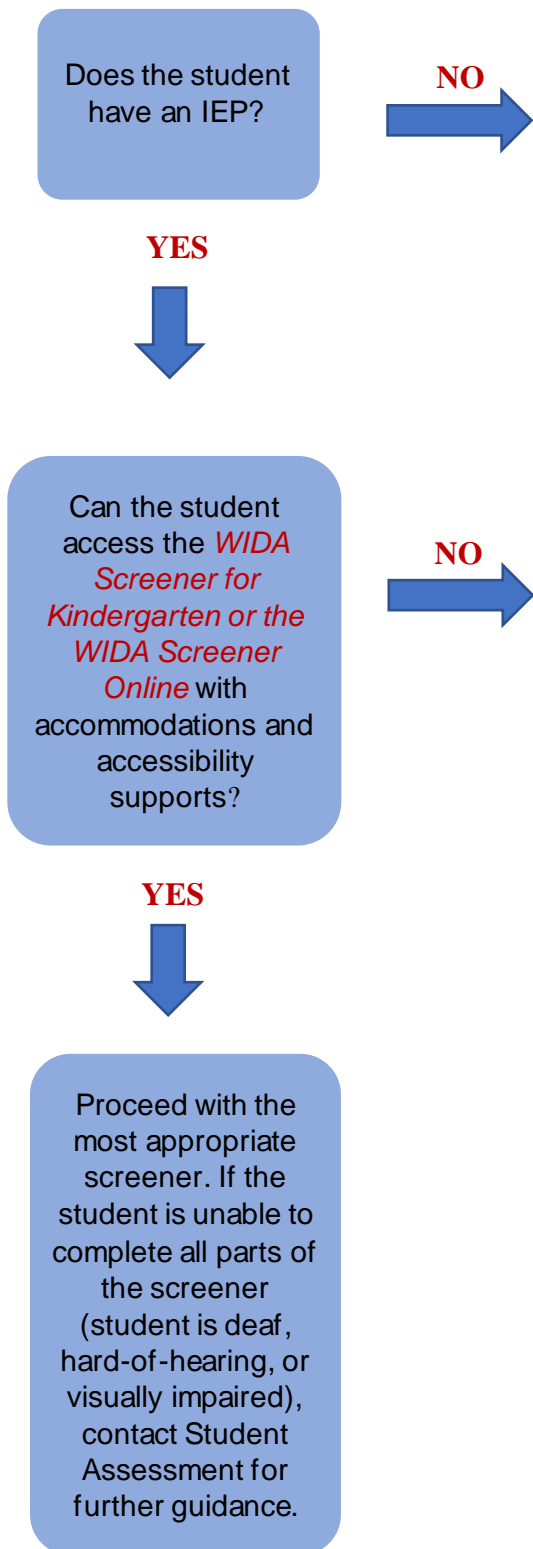 Does the student
have an IEP?
NO
YES
Can the student
access the WIDA
Screener for
Kindergarten or the
WIDA Screener
Online with
accommodations and
accessibility
supports?
NO
YES
Proceed with the
most appropriate
screener. If the
student is unable to
complete all parts of
the screener
(student is deaf,
hard-of-hearing, or
visually impaired),
contact Student
Assessment for
further guidance.